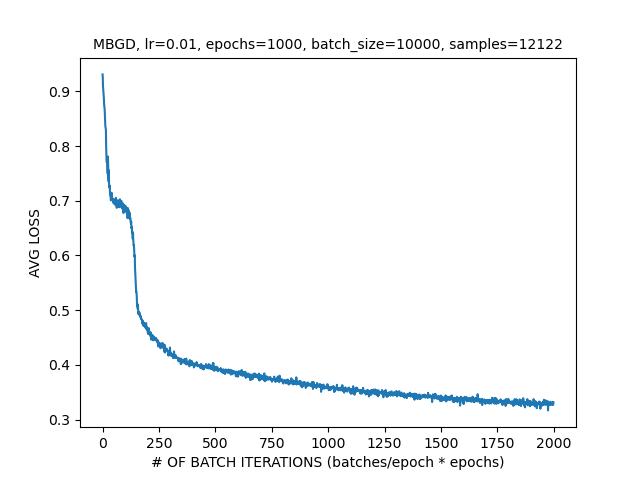 MBGD, lr=0.01, epochs=1000, batch_size=10000, samples=12122
0.9
0.8
0.7
0.6
0.5
0.4
0.3
AVG LOSS
0 250 500 750 1000 1250 1500 1750 2000
# OF BATCH ITERATIONS (batches/epoch * epochs)